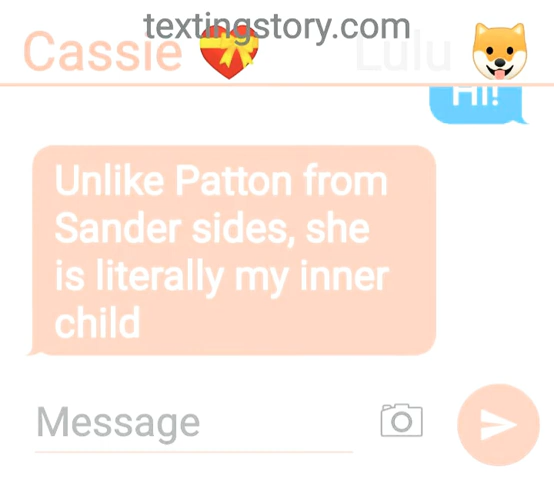 textingstory.com
Cassie Lulu
Hi!
Unlike Patton from
Sander sides, she
is literally my inner
child
Message